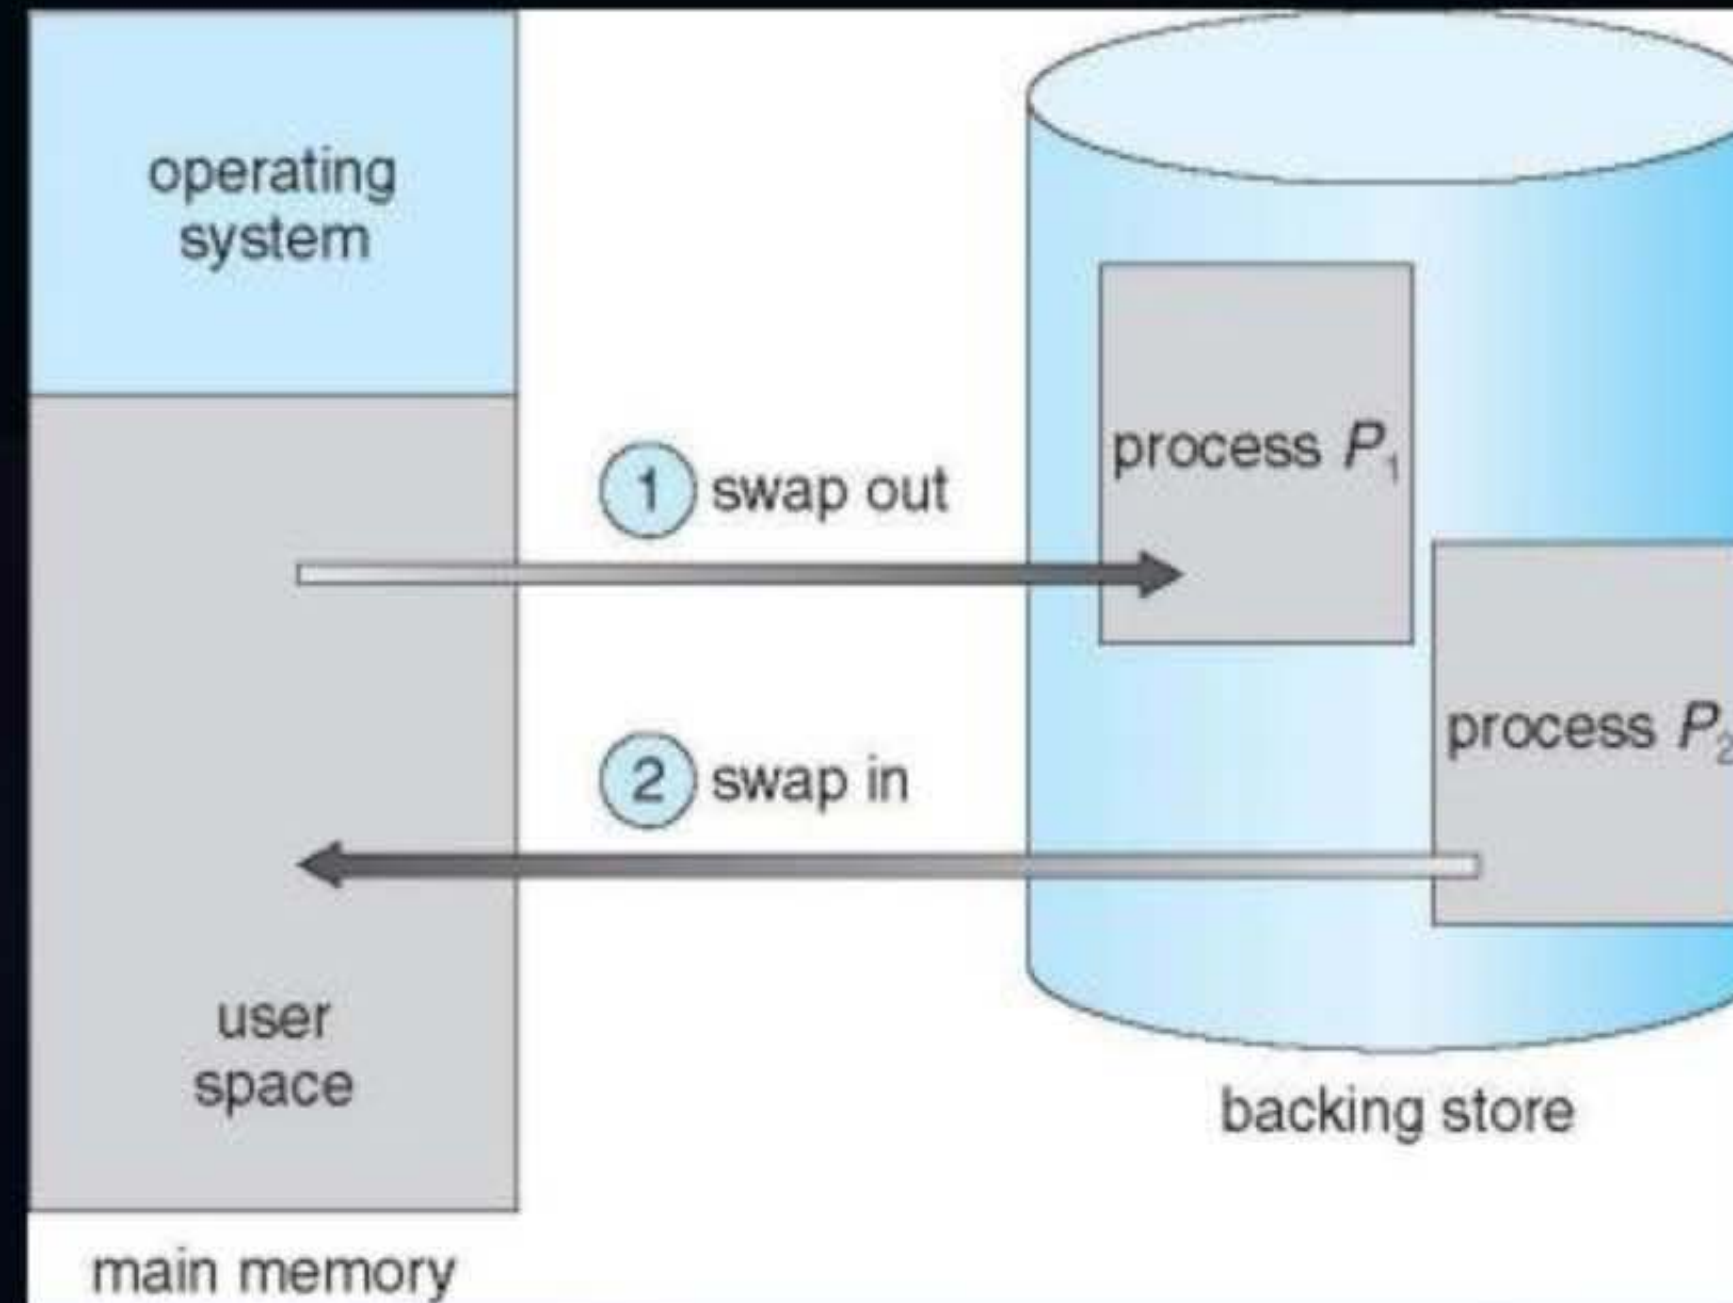 operating
system
process P₁
1 swap out
process P₂
2 swap in
user
space
backing store
main memory